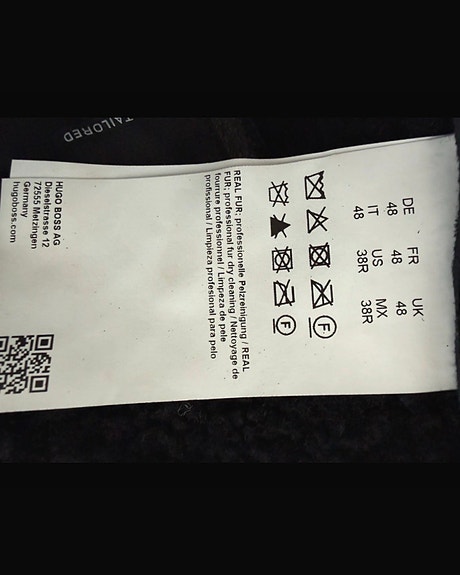 TAILORED
DE FR UK
48 48 48
IT US MX
48 38R 38R
F
F
REAL FUR: professionelle Pelzreinigung / REAL
FUR: professional fur dry cleaning / Nettoyage de
fourrure professionnel / Limpeza de pele
profissional / Limpieza profesional para pelo
HUGO BOSS AG
Dieselstrasse 12
72555 Metzingen
Germany
hugoboss.com